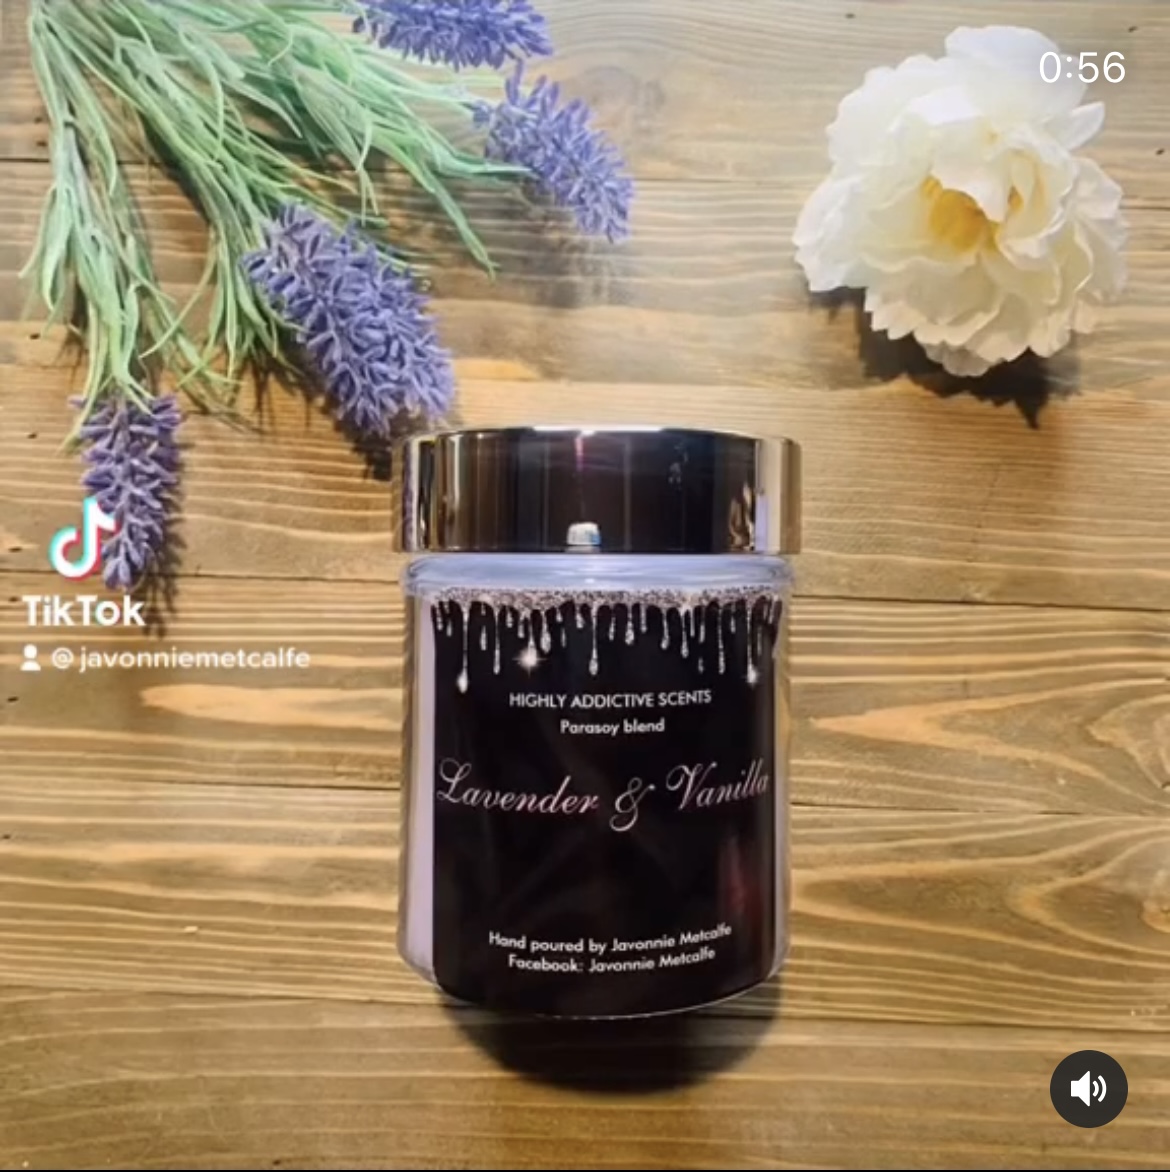 0:56
TikTok
@javonniemetcalfe
HIGHLY ADDICTIVE SCENTS
Parasoy blend
Lavender & Vanilla
Hand poured by Javonnie Metcalfe
Facebook: Javonnie Metcalfe